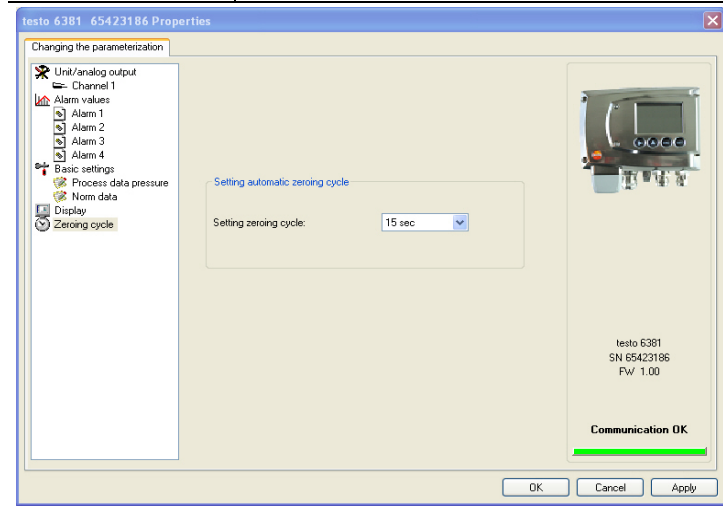 testo 6381 65423186 Properties
Changing the parameterization
Unit/analog output
Channel 1
Alarm values
Alarm 1
Alarm 2
Alarm 3
Alarm 4
Basic settings
Process data pressure
Norm data
Display
Zeroing cycle
Setting automatic zeroing cycle
Setting zeroing cycle:
15 sec
testo 6381
SN 65423186
FW 1.00
Communication OK
OK
Cancel
Apply